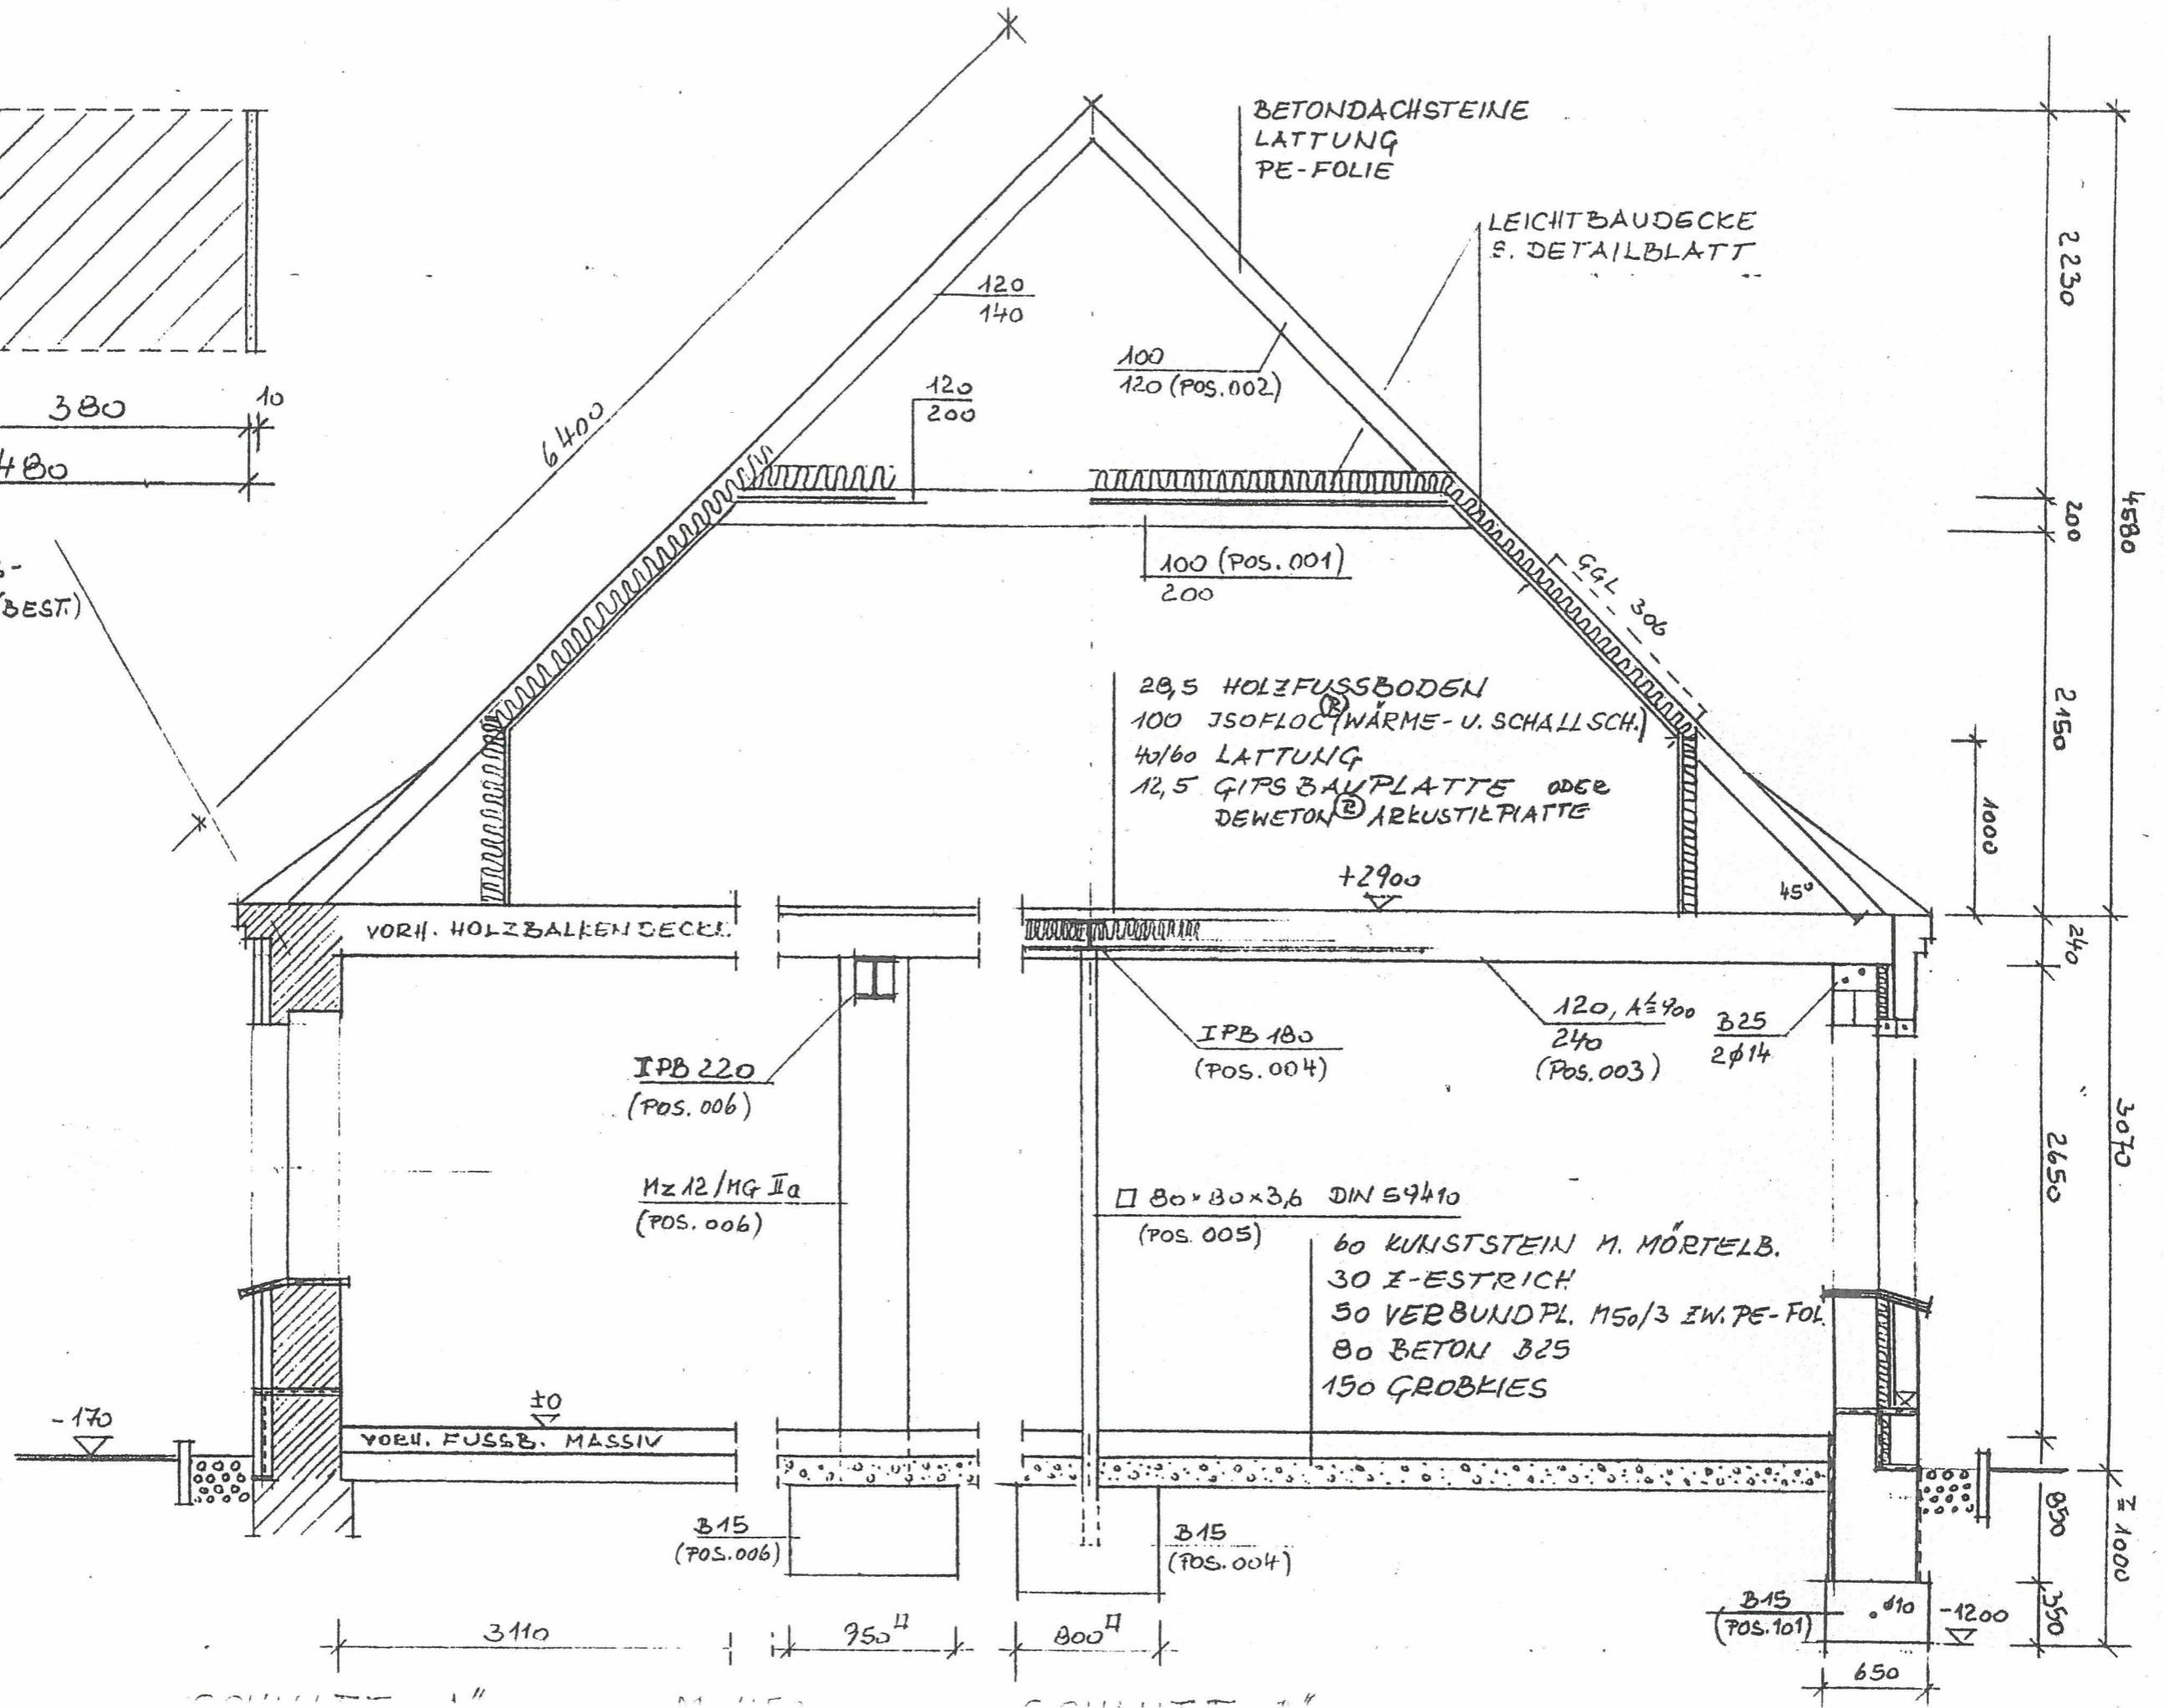 BETONDACHSTEINE
LATTUNG
PE-FOLIE
LEICHTBAUDECKE
S. DETAILBLATT
2230
120
140
100
120 (POS.002)
120
200
380
10
480
6400
4580
200
100 (POS.001)
200
GGL 306
(BEST.)
28,5 HOLZFUSSBODEN
100 ISOFLOC ® (WÄRME- U. SCHALLSCH.)
40/60 LATTUNG
12,5 GIPSBAUPLATTE ODER
DEWETON ® AKUSTIKPLATTE
2150
1000
+2900
45°
VORH. HOLZBALKENDECKE
240
120, A≤900
240
(POS.003)
B25
2ϕ14
IPB 180
(POS.004)
IPB 220
(POS.006)
3070
2650
Mz 12/MG IIa
(POS.006)
□ 80×80×3,6 DIN 59410
(POS. 005)
60 KUNSTSTEIN M. MÖRTELB.
30 Z-ESTRICH
50 VERBUNDPL. M50/3 ZW. PE-FOL.
80 BETON B25
150 GROBKIES
±0
-170
VORH. FUSSB. MASSIV
B15
(POS.006)
B15
(POS.004)
850
≥1000
B15
(POS.101)
ϕ10
-1200
350
3110
950 □
800 □
650